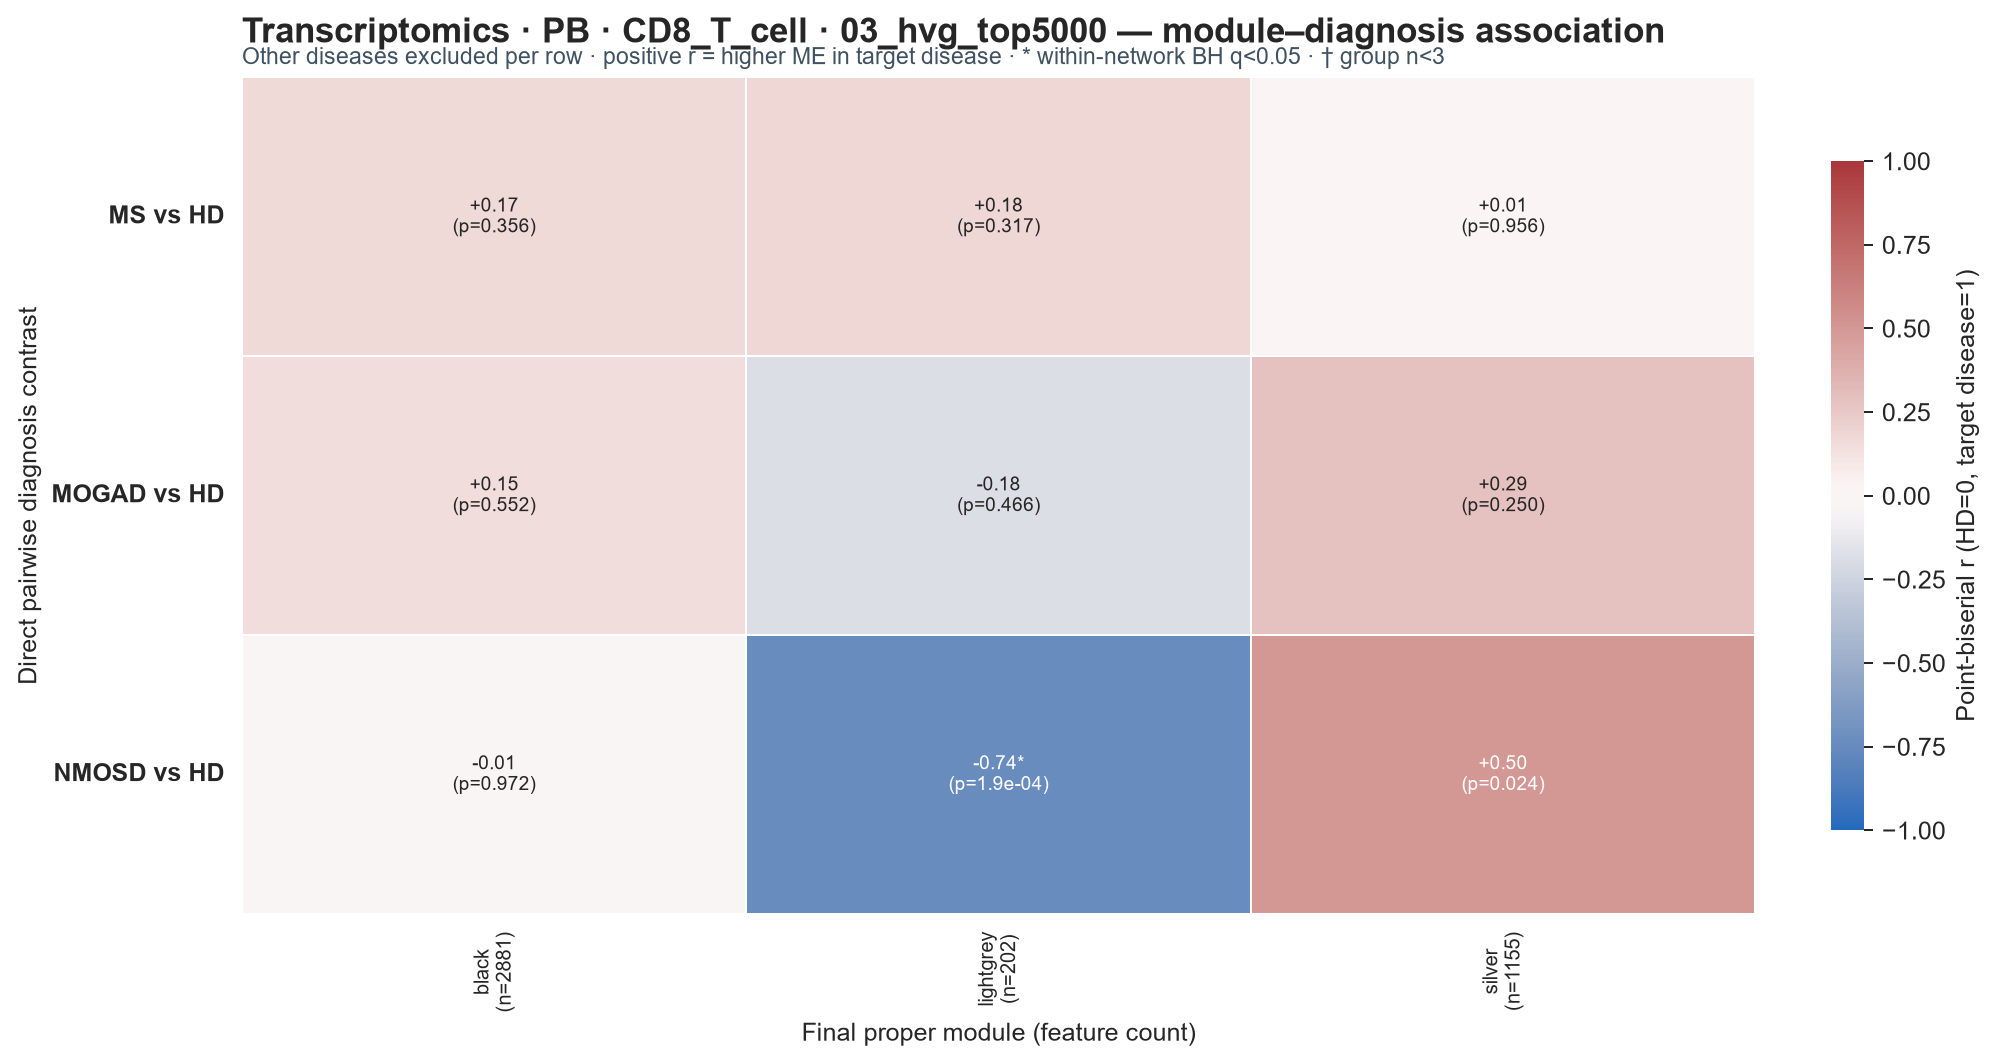 Transcriptomics · PB · CD8_T_cell · 03_hvg_top5000 — module–diagnosis association
Other diseases excluded per row · positive r = higher ME in target disease · * within-network BH q<0.05 · † group n<3
Direct pairwise diagnosis contrast
MS vs HD
+0.17
(p=0.356)
+0.18
(p=0.317)
+0.01
(p=0.956)
MOGAD vs HD
+0.15
(p=0.552)
-0.18
(p=0.466)
+0.29
(p=0.250)
NMOSD vs HD
-0.01
(p=0.972)
-0.74*
(p=1.9e-04)
+0.50
(p=0.024)
black
(n=2881)
lightgrey
(n=202)
silver
(n=1155)
Final proper module (feature count)
1.00
0.75
0.50
0.25
0.00
−0.25
−0.50
−0.75
−1.00
Point-biserial r (HD=0, target disease=1)